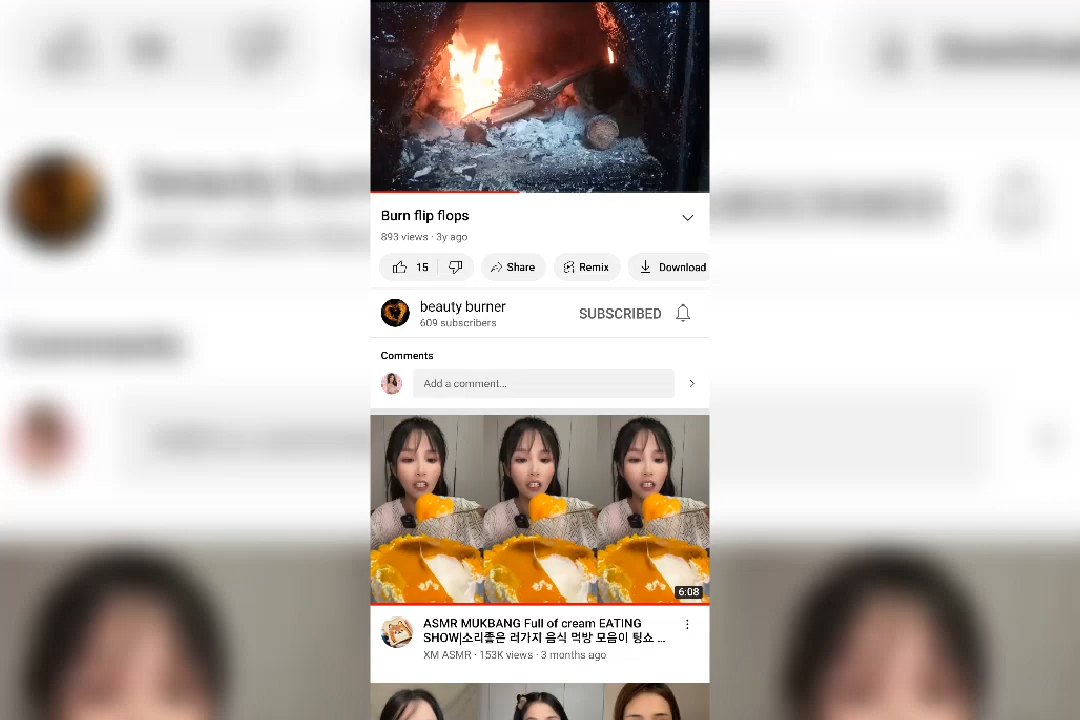 Burn flip flops
893 views · 3y ago
15
Share
Remix
Download
beauty burner
609 subscribers
SUBSCRIBED
Comments
Add a comment...
6:08
ASMR MUKBANG Full of cream EATING
SHOW|소리좋은 러가지 음식 먹방 모음이 팅쇼 ...
XM ASMR · 153K views · 3 months ago